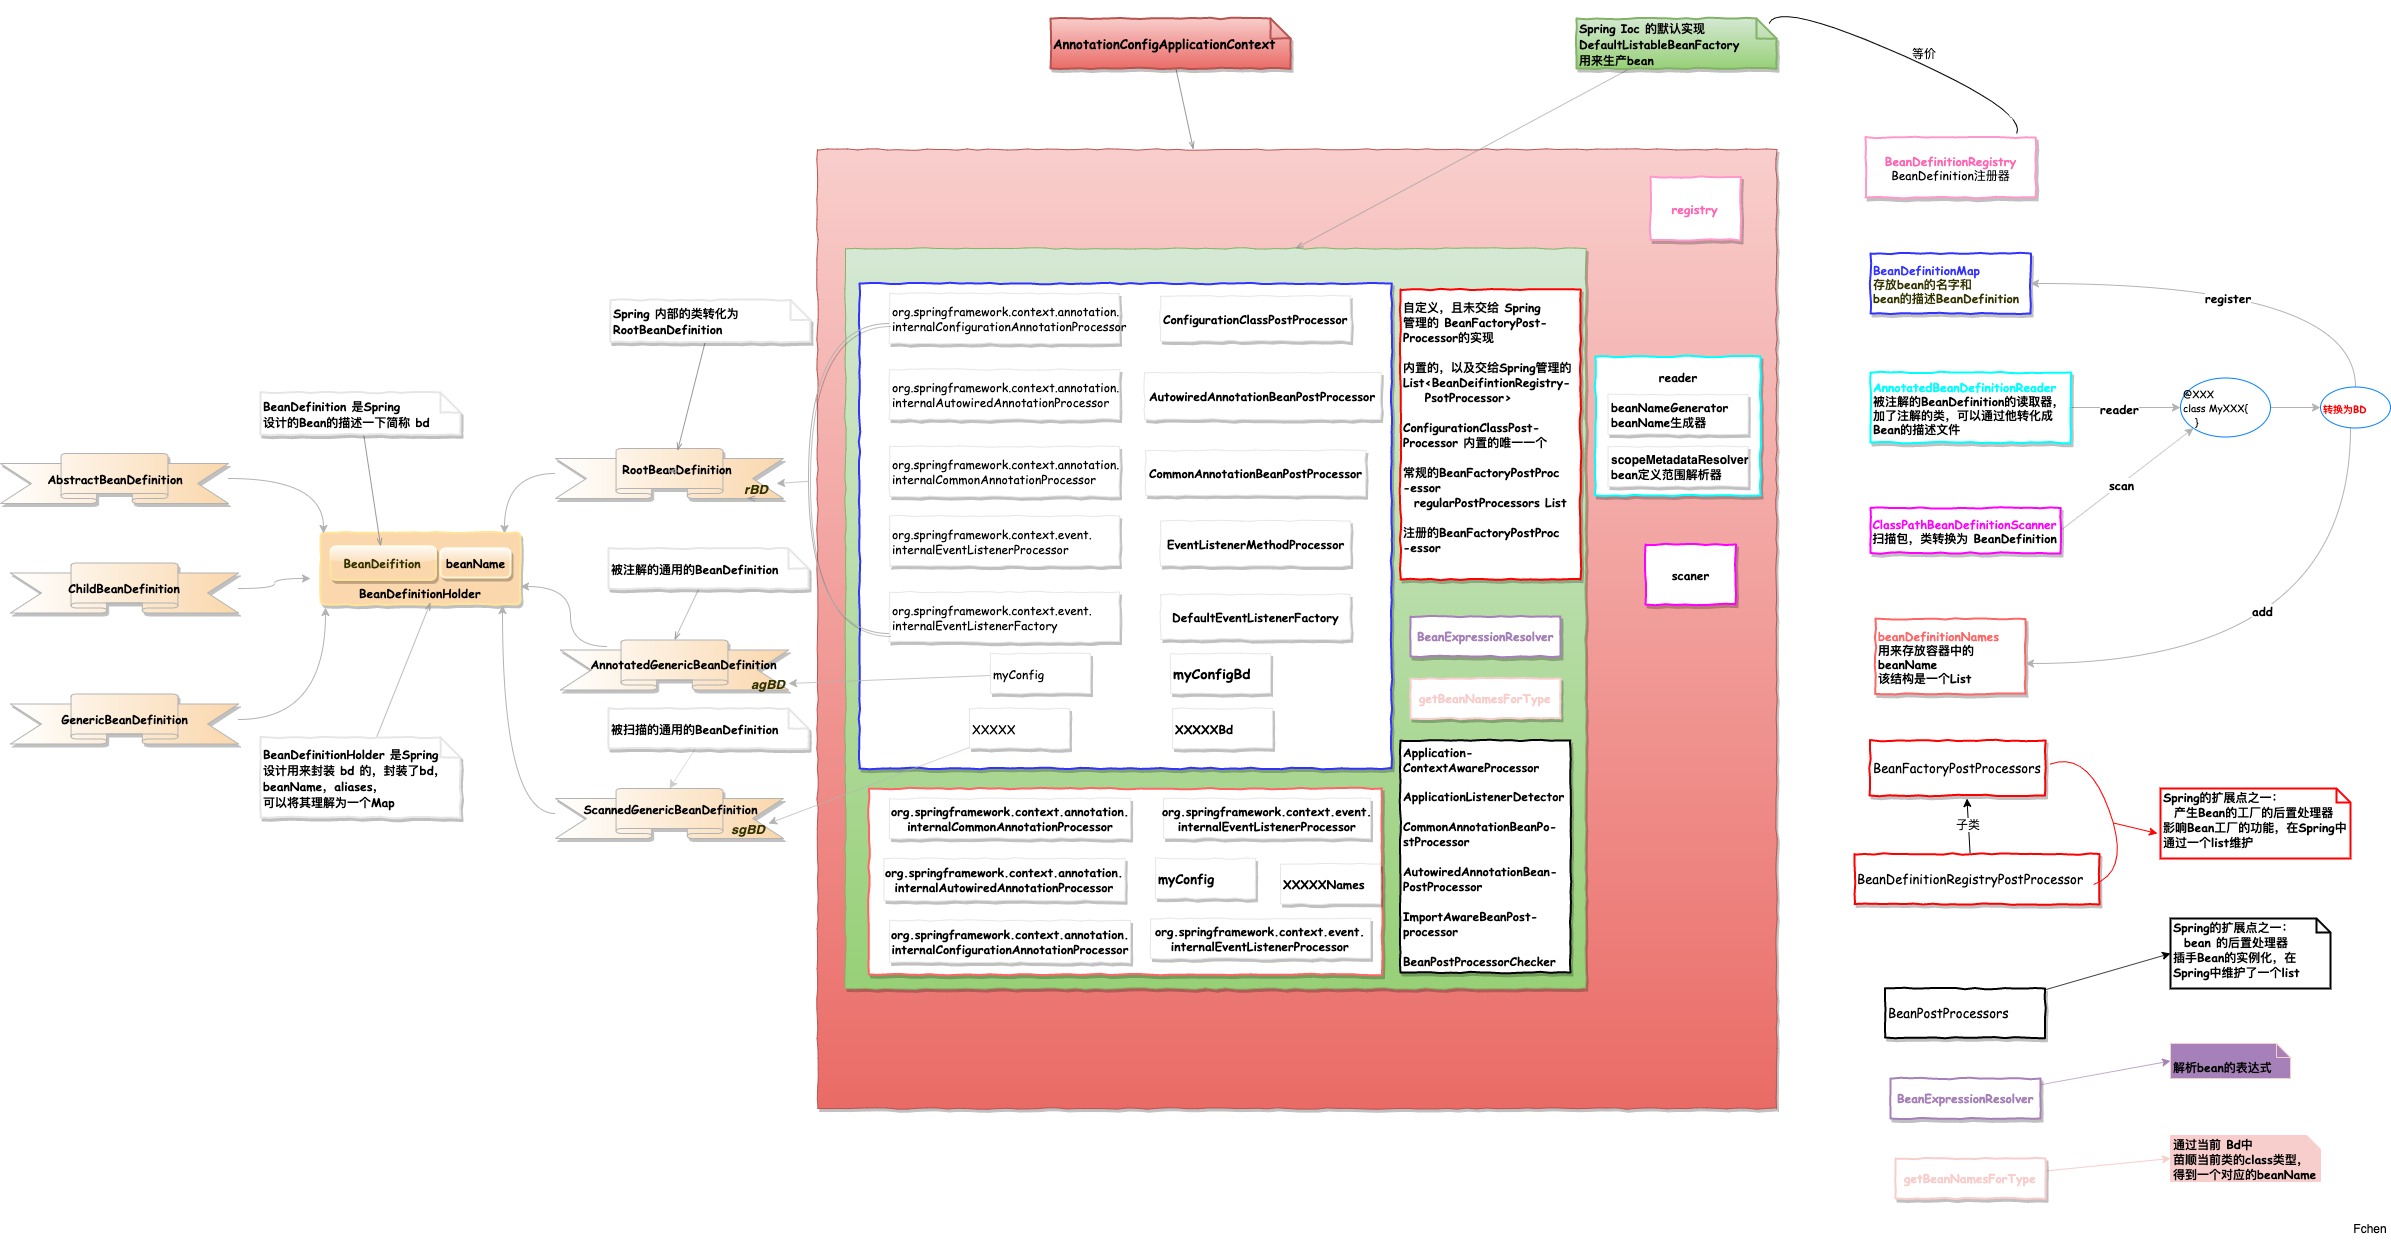 AnnotationConfigApplicationContext
Spring Ioc 的默认实现
DefaultListableBeanFactory
用来生产bean
等价
BeanDefinitionRegistry
BeanDefinition注册器
registry
BeanDefinitionMap
存放bean的名字和
bean的描述BeanDefinition
register
AnnotatedBeanDefinitionReader
被注解的BeanDefinition的读取器，
加了注解的类，可以通过他转化成
Bean的描述文件
reader
@XXX
class MyXXX{
}
转换为BD
scan
ClassPathBeanDefinitionScanner
扫描包，类转换为 BeanDefinition
add
beanDefinitionNames
用来存放容器中的
beanName
该结构是一个List
BeanFactoryPostProcessors
子类
BeanDefinitionRegistryPostProcessor
Spring的扩展点之一：
产生Bean的工厂的后置处理器
影响Bean工厂的功能，在Spring中
通过一个list维护
Spring的扩展点之一：
bean 的后置处理器
插手Bean的实例化，在
Spring中维护了一个list
BeanPostProcessors
解析bean的表达式
BeanExpressionResolver
通过当前 Bd中
苗顺当前类的class类型，
得到一个对应的beanName
getBeanNamesForType
Fchen
Spring 内部的类转化为
RootBeanDefinition
BeanDefinition 是Spring
设计的Bean的描述一下简称 bd
AbstractBeanDefinition
RootBeanDefinition
rBD
BeanDeifition
beanName
BeanDefinitionHolder
ChildBeanDefinition
被注解的通用的BeanDefinition
AnnotatedGenericBeanDefinition
agBD
GenericBeanDefinition
被扫描的通用的BeanDefinition
BeanDefinitionHolder 是Spring
设计用来封装 bd 的，封装了bd，
beanName，aliases，
可以将其理解为一个Map
ScannedGenericBeanDefinition
sgBD
org.springframework.context.annotation.
internalConfigurationAnnotationProcessor
ConfigurationClassPostProcessor
org.springframework.context.annotation.
internalAutowiredAnnotationProcessor
AutowiredAnnotationBeanPostProcessor
org.springframework.context.annotation.
internalCommonAnnotationProcessor
CommonAnnotationBeanPostProcessor
org.springframework.context.event.
internalEventListenerProcessor
EventListenerMethodProcessor
org.springframework.context.event.
internalEventListenerFactory
DefaultEventListenerFactory
myConfig
myConfigBd
XXXXX
XXXXXBd
自定义，且未交给 Spring
管理的 BeanFactoryPost-
Processor的实现
内置的，以及交给Spring管理的
List<BeanDeifintionRegistry-
PsotProcessor>
ConfigurationClassPost-
Processor 内置的唯一一个
常规的BeanFactoryPostProc
-essor
regularPostProcessors List
注册的BeanFactoryPostProc
-essor
reader
beanNameGenerator
beanName生成器
scopeMetadataResolver
bean定义范围解析器
scaner
BeanExpressionResolver
getBeanNamesForType
Application-
ContextAwareProcessor
ApplicationListenerDetector
CommonAnnotationBeanPo-
stProcessor
AutowiredAnnotationBean-
PostProcessor
ImportAwareBeanPost-
processor
BeanPostProcessorChecker
org.springframework.context.annotation.
internalCommonAnnotationProcessor
org.springframework.context.event.
internalEventListenerProcessor
org.springframework.context.annotation.
internalAutowiredAnnotationProcessor
myConfig
XXXXXNames
org.springframework.context.annotation.
internalConfigurationAnnotationProcessor
org.springframework.context.event.
internalEventListenerProcessor